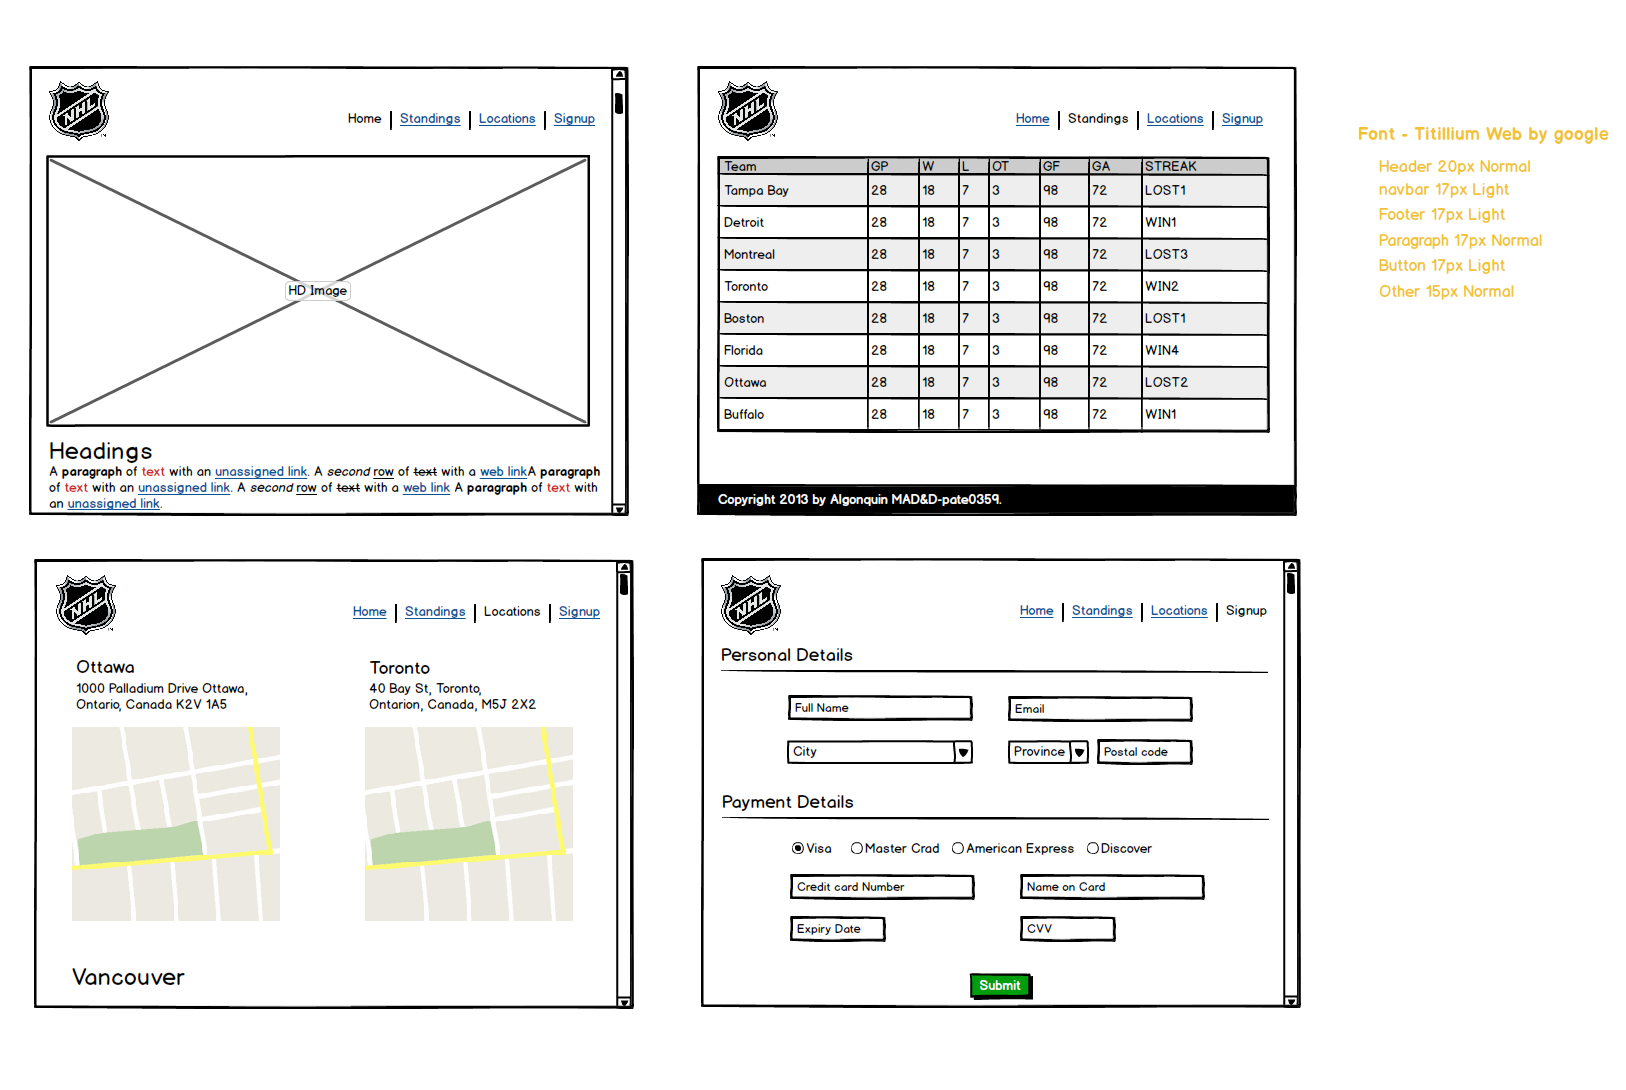 NHL
Home Standings Locations Signup
HD Image
Headings
A paragraph of text with an unassigned link. A second row of text with a web linkA paragraph
of text with an unassigned link. A second row of text with a web link A paragraph of text with
an unassigned link.
NHL
Home Standings Locations Signup
Team GP W L OT GF GA STREAK
Tampa Bay 28 18 7 3 98 72 LOST1
Detroit 28 18 7 3 98 72 WIN1
Montreal 28 18 7 3 98 72 LOST3
Toronto 28 18 7 3 98 72 WIN2
Boston 28 18 7 3 98 72 LOST1
Florida 28 18 7 3 98 72 WIN4
Ottawa 28 18 7 3 98 72 LOST2
Buffalo 28 18 7 3 98 72 WIN1
Copyright 2013 by Algonquin MAD&D-pate0359.
Font - Titillium Web by google
Header 20px Normal
navbar 17px Light
Footer 17px Light
Paragraph 17px Normal
Button 17px Light
Other 15px Normal
NHL
Home Standings Locations Signup
Ottawa
1000 Palladium Drive Ottawa,
Ontario, Canada K2V 1A5
Toronto
40 Bay St, Toronto,
Ontarion, Canada, M5J 2X2
Vancouver
NHL
Home Standings Locations Signup
Personal Details
Full Name Email
City Province Postal code
Payment Details
Visa Master Crad American Express Discover
Credit card Number Name on Card
Expiry Date CVV
Submit